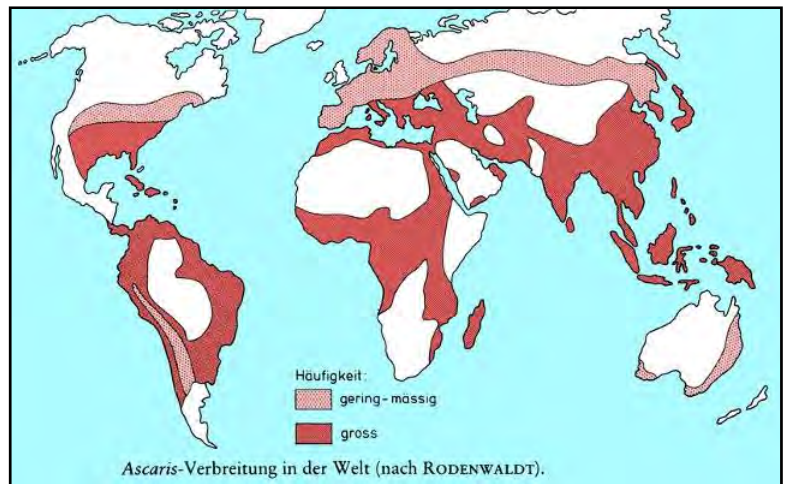 Häufigkeit:
gering-mässig
gross
Ascaris-Verbreitung in der Welt (nach RODENWALDT).